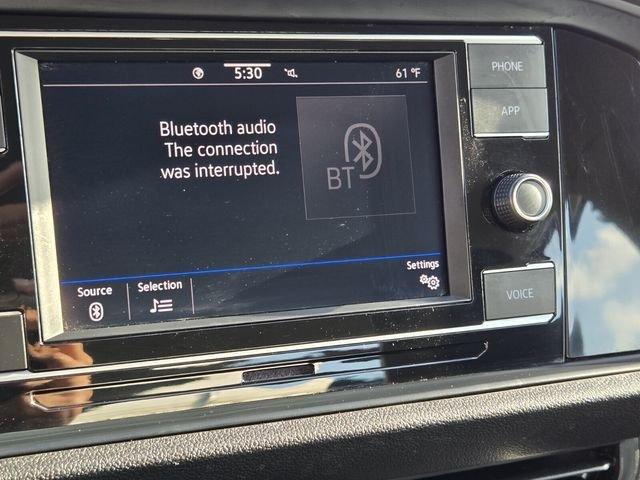 5:30
61 °F
PHONE
APP
Bluetooth audio
The connection
was interrupted.
BT
Source
Selection
Settings
VOICE